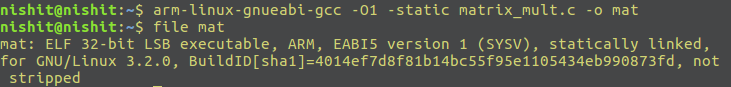 nishit@nishit:~$ arm-linux-gnueabi-gcc -O1 -static matrix_mult.c -o mat
nishit@nishit:~$ file mat
mat: ELF 32-bit LSB executable, ARM, EABI5 version 1 (SYSV), statically linked,
for GNU/Linux 3.2.0, BuildID[sha1]=4014ef7d8f81b14bc55f95e1105434eb990873fd, not
 stripped